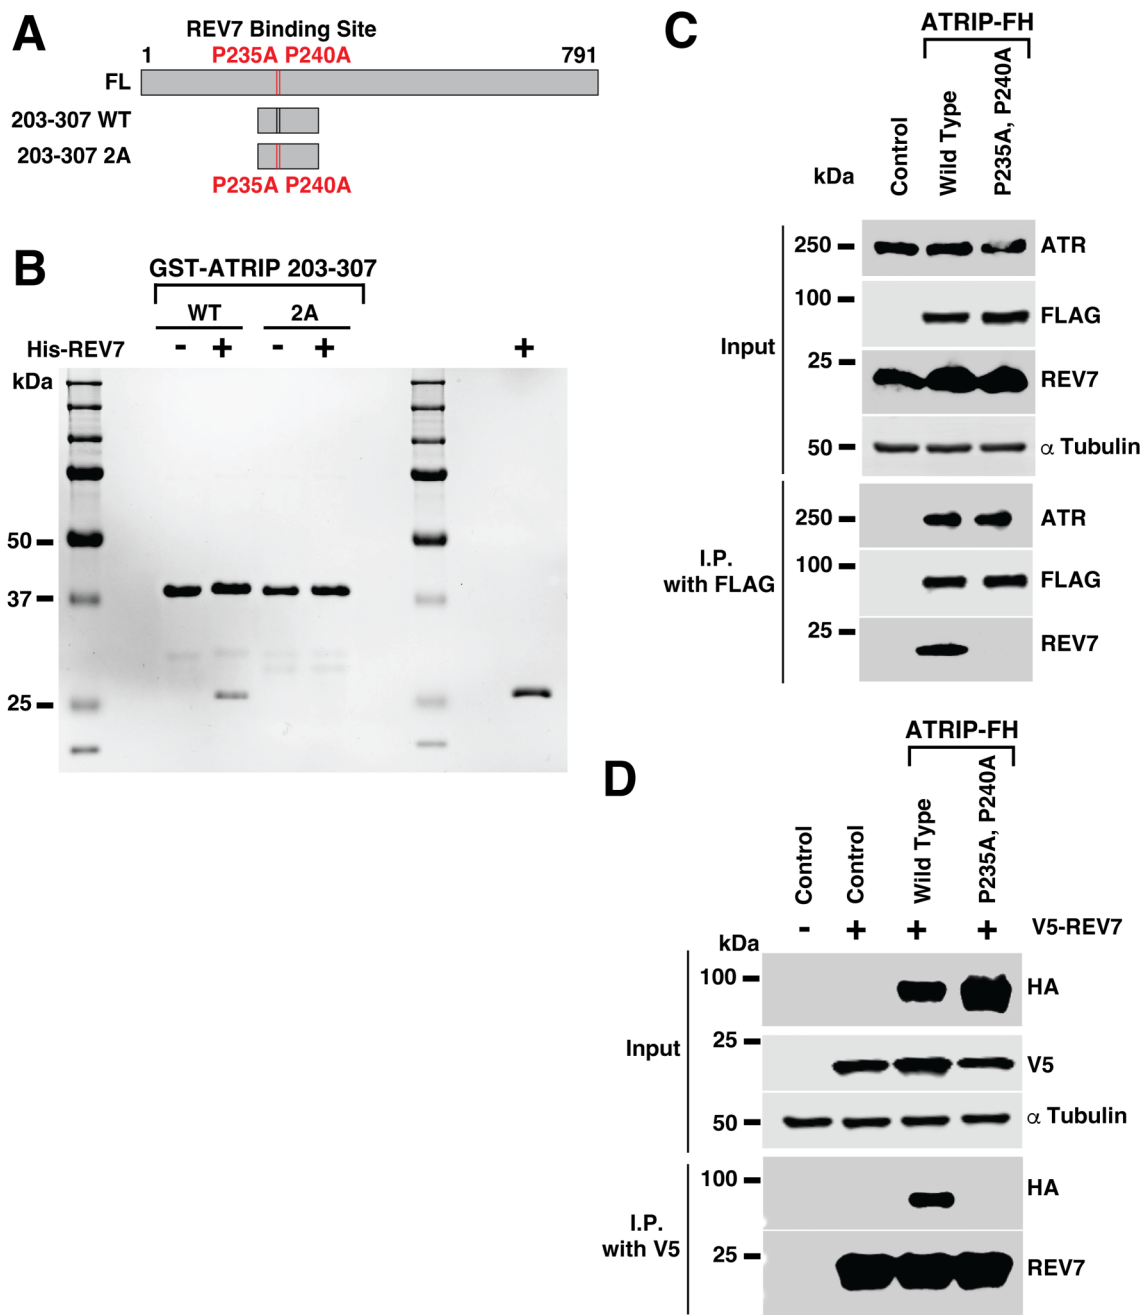 A
REV7 Binding Site
1 P235A P240A 791
FL
203-307 WT
203-307 2A
P235A P240A
B
GST-ATRIP 203-307
WT 2A
His-REV7 - + - + +
kDa
50
37
25
C
ATRIP-FH
Control Wild Type P235A, P240A
kDa
Input
250 ATR
100 FLAG
25 REV7
50 α Tubulin
I.P.
with FLAG
250 ATR
100 FLAG
25 REV7
D
ATRIP-FH
Control Control Wild Type P235A, P240A
- + + + V5-REV7
kDa
Input
100 HA
25 V5
50 α Tubulin
I.P.
with V5
100 HA
25 REV7